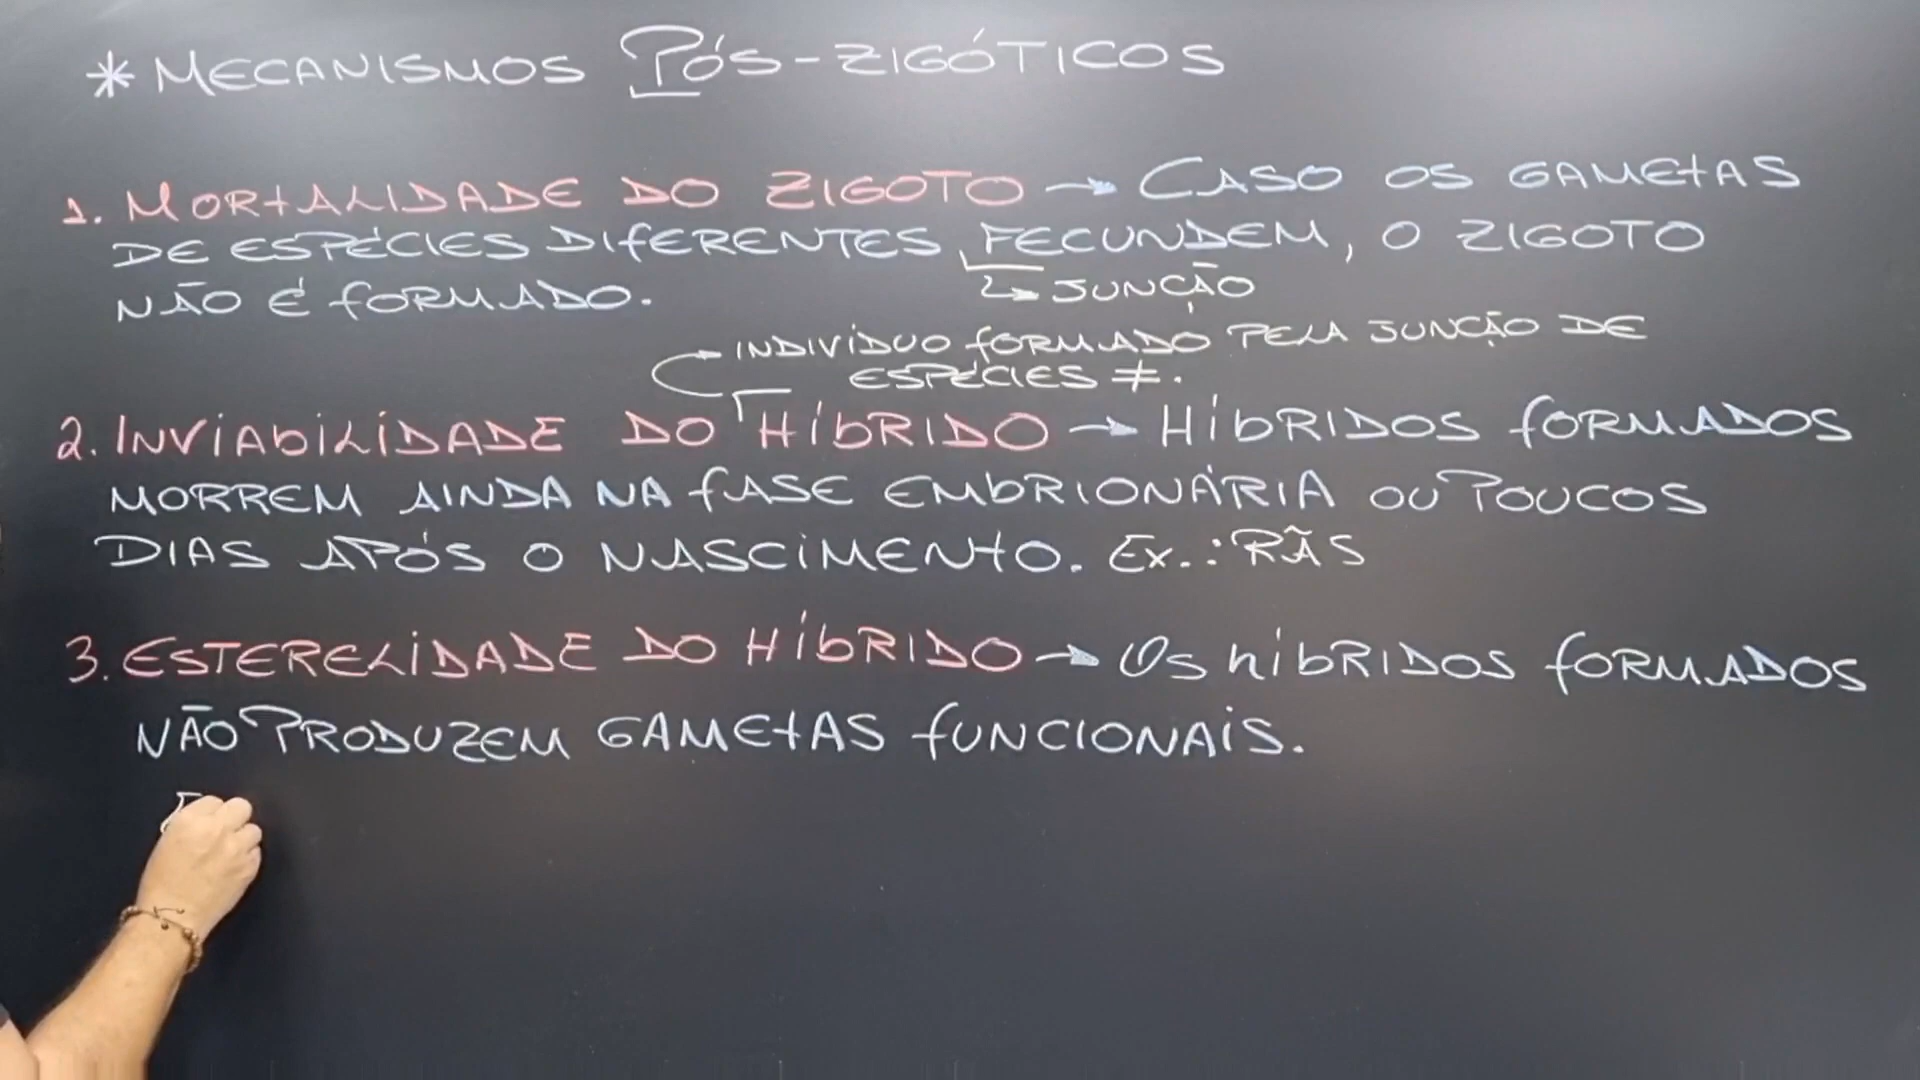 * MECANISMOS PÓS-ZIGÓTICOS
1. MORTALIDADE DO ZIGOTO → CASO OS GAMETAS
DE ESPÉCIES DIFERENTES FECUNDEM, O ZIGOTO
NÃO É FORMADO.
↳ JUNÇÃO
→ INDIVÍDUO FORMADO PELA JUNÇÃO DE
ESPÉCIES ≠.
2. INVIABILIDADE DO HÍBRIDO → HÍBRIDOS FORMADOS
MORREM AINDA NA FASE EMBRIONÁRIA OU POUCOS
DIAS APÓS O NASCIMENTO. EX.: RÃS
3. ESTERELIDADE DO HÍBRIDO → OS HÍBRIDOS FORMADOS
NÃO PRODUZEM GAMETAS FUNCIONAIS.